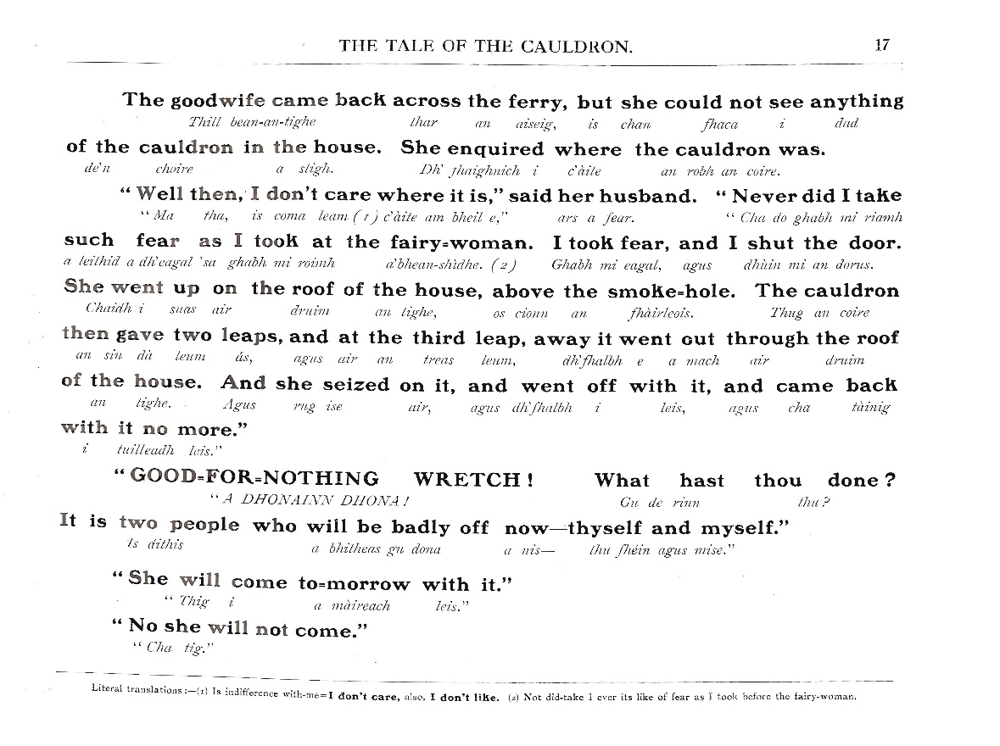 THE TALE OF THE CAULDRON. 17
The goodwife came back across the ferry, but she could not see anything
Thill bean-an-tighe thar an aiseig, is chan fhaca i dad
of the cauldron in the house. She enquired where the cauldron was.
de'n choire a stigh. Dh' fhaighnich i c'àite an robh an coire.
“Well then, I don't care where it is,” said her husband. “Never did I take
“Ma tha, is coma leam (1) c'àite am bheil e,” ars a fear. “Cha do ghabh mi riamh
such fear as I took at the fairy=woman. I took fear, and I shut the door.
a leithid a dh'eagal 'sa ghabh mi roimh a'bhean-shìdhe. (2) Ghabh mi eagal, agus dhùin mi an dorus.
She went up on the roof of the house, above the smoke=hole. The cauldron
Chaidh i suas air druim an tighe, os cionn an fhàirleois. Thug an coire
then gave two leaps, and at the third leap, away it went out through the roof
an sin dà leum ás, agus air an treas leum, dh'fhalbh e a mach air druim
of the house. And she seized on it, and went off with it, and came back
an tighe. Agus rug ise air, agus dh'fhalbh i leis, agus cha tàinig
with it no more.”
i tuilleadh leis.”
“GOOD=FOR=NOTHING WRETCH! What hast thou done?
“A DHONAINN DHONA! Gu de rinn thu?
It is two people who will be badly off now—thyself and myself.”
Is dithis a bhitheas gu dona a nis— thu fhéin agus mise.”
“She will come to=morrow with it.”
“Thig i a màireach leis.”
“No she will not come.”
“Cha tig.”
Literal translations:—(1) Is indifference with-me=I don't care, also, I don't like. (2) Not did-take I ever its like of fear as I took before the fairy-woman.